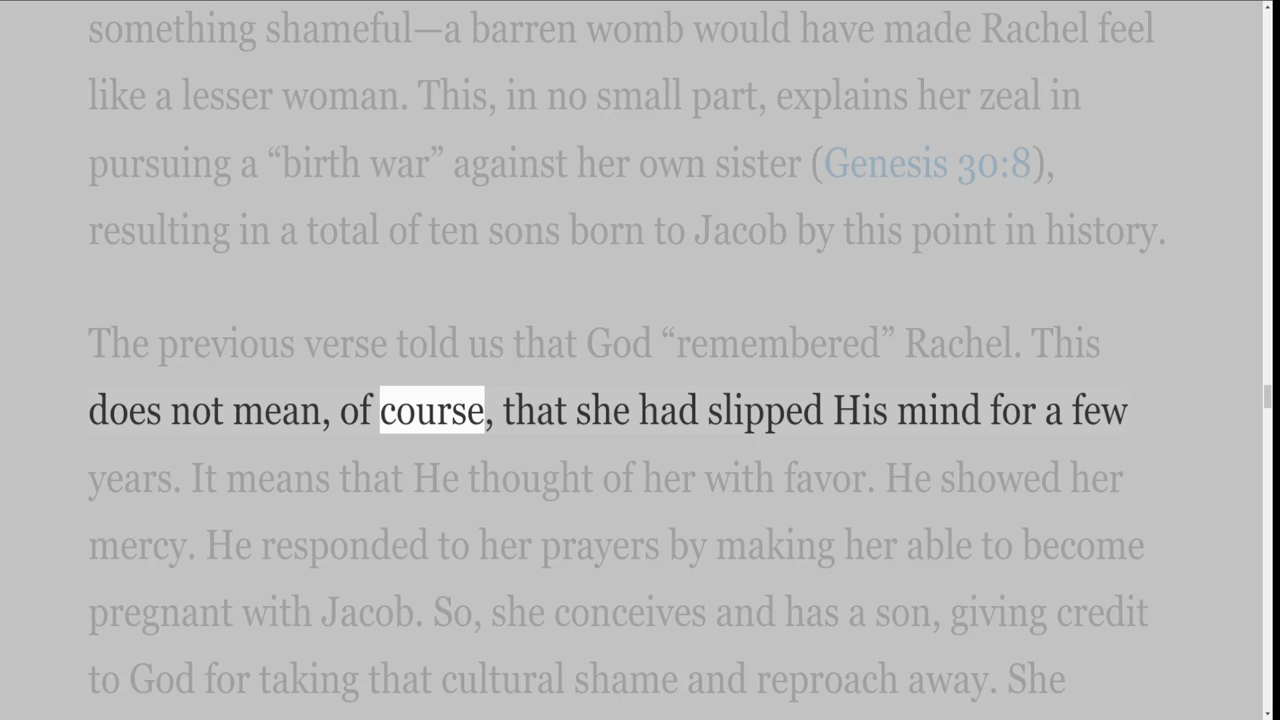 something shameful—a barren womb would have made Rachel feel
like a lesser woman. This, in no small part, explains her zeal in
pursuing a “birth war” against her own sister (Genesis 30:8),
resulting in a total of ten sons born to Jacob by this point in history.
The previous verse told us that God “remembered” Rachel. This
does not mean, of course, that she had slipped His mind for a few
years. It means that He thought of her with favor. He showed her
mercy. He responded to her prayers by making her able to become
pregnant with Jacob. So, she conceives and has a son, giving credit
to God for taking that cultural shame and reproach away. She